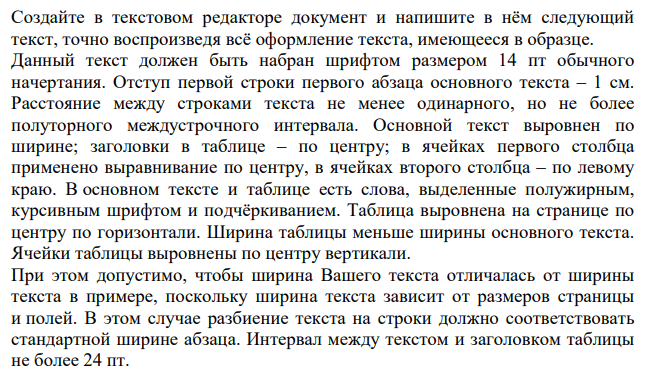 Создайте в текстовом редакторе документ и напишите в нём следующий
текст, точно воспроизведя всё оформление текста, имеющееся в образце.
Данный текст должен быть набран шрифтом размером 14 пт обычного
начертания. Отступ первой строки первого абзаца основного текста – 1 см.
Расстояние между строками текста не менее одинарного, но не более
полуторного междустрочного интервала. Основной текст выровнен по
ширине; заголовки в таблице – по центру; в ячейках первого столбца
применено выравнивание по центру, в ячейках второго столбца – по левому
краю. В основном тексте и таблице есть слова, выделенные полужирным,
курсивным шрифтом и подчёркиванием. Таблица выровнена на странице по
центру по горизонтали. Ширина таблицы меньше ширины основного текста.
Ячейки таблицы выровнены по центру вертикали.
При этом допустимо, чтобы ширина Вашего текста отличалась от ширины
текста в примере, поскольку ширина текста зависит от размеров страницы
и полей. В этом случае разбиение текста на строки должно соответствовать
стандартной ширине абзаца. Интервал между текстом и заголовком таблицы
не более 24 пт.